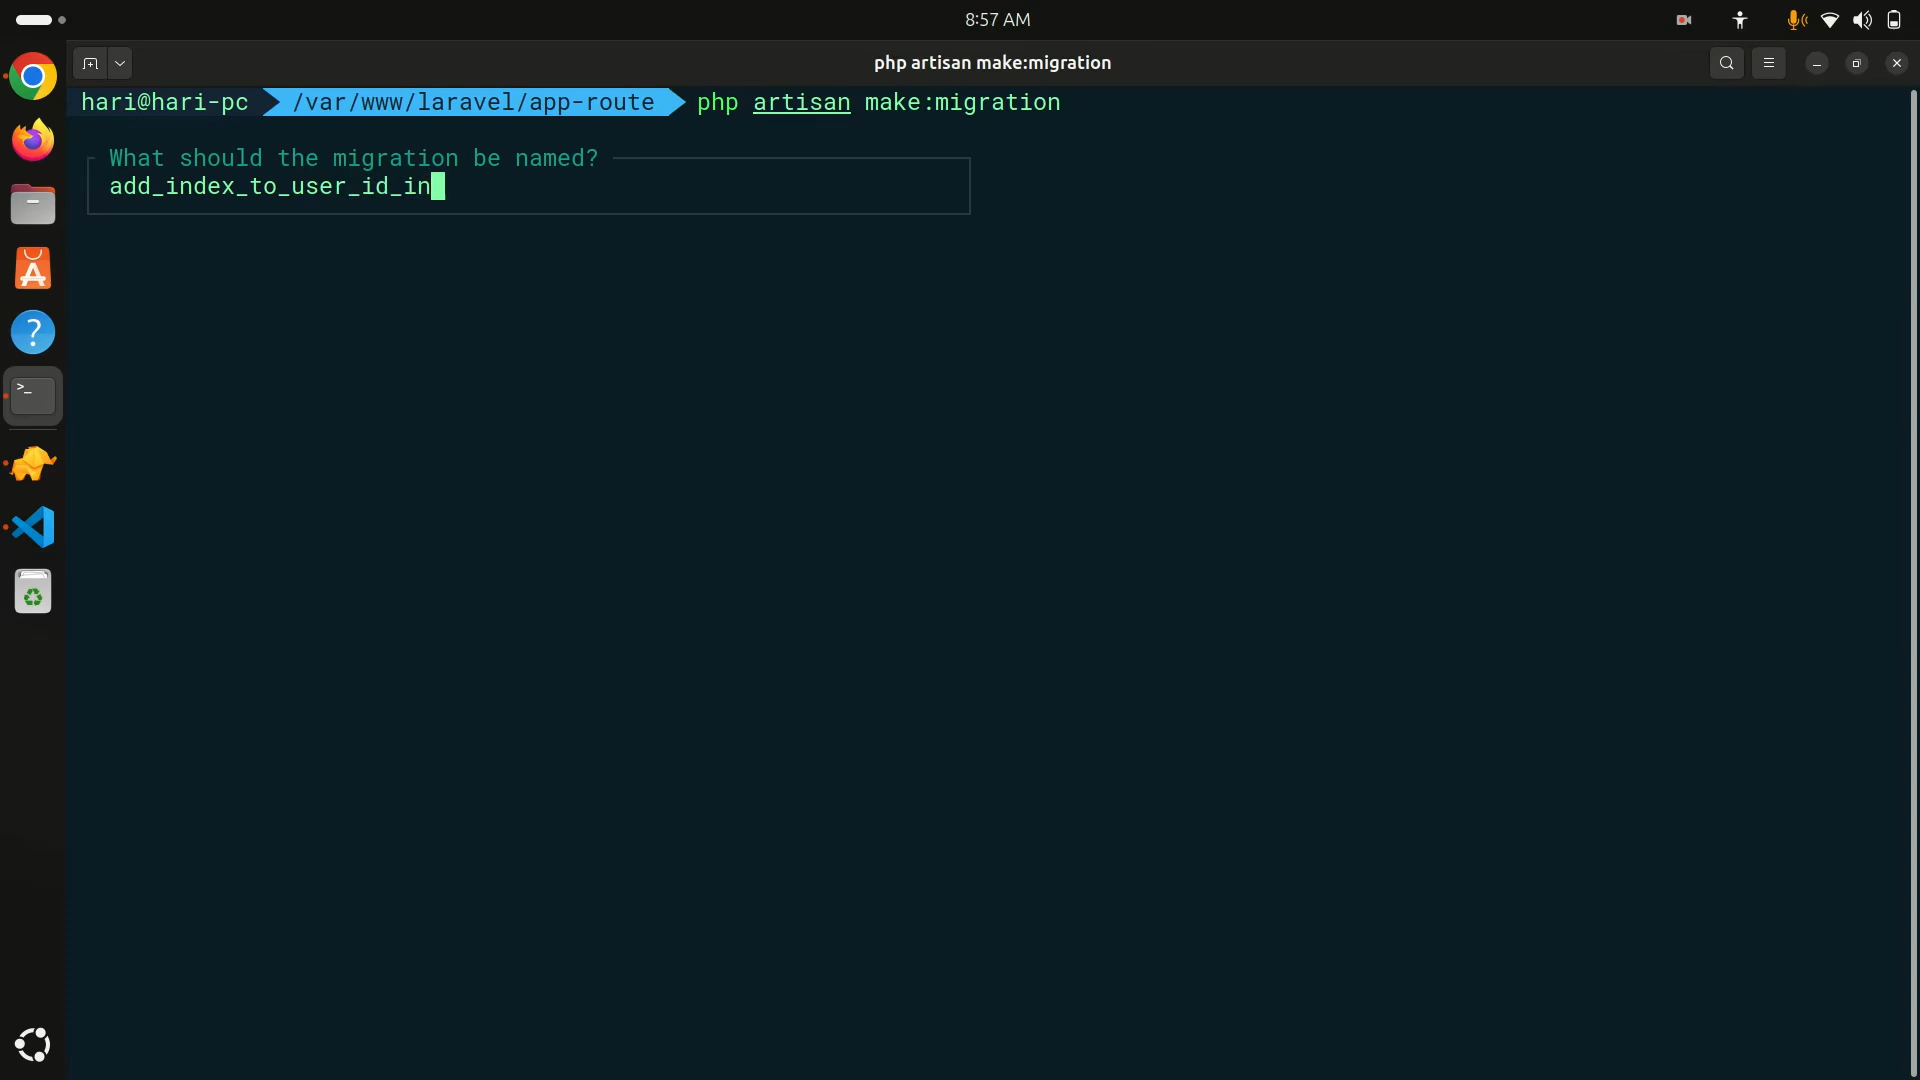 8:57 AM
php artisan make:migration
hari@hari-pc /var/www/laravel/app-route php artisan make:migration
What should the migration be named?
add_index_to_user_id_in